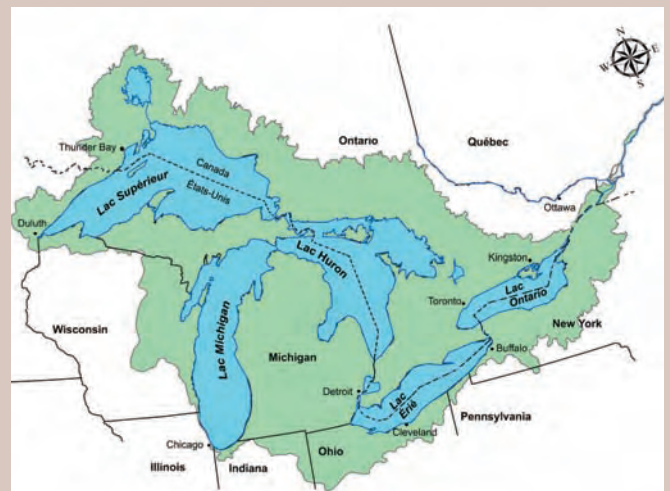 N
E
W
S
Ontario
Québec
Thunder Bay
Canada
États-Unis
Lac Supérieur
Duluth
Ottawa
Lac Huron
Kingston
Lac
Ontario
Toronto
Wisconsin
Lac Michigan
Michigan
New York
Buffalo
Detroit
Lac
Érié
Pennsylvania
Cleveland
Chicago
Ohio
Illinois
Indiana